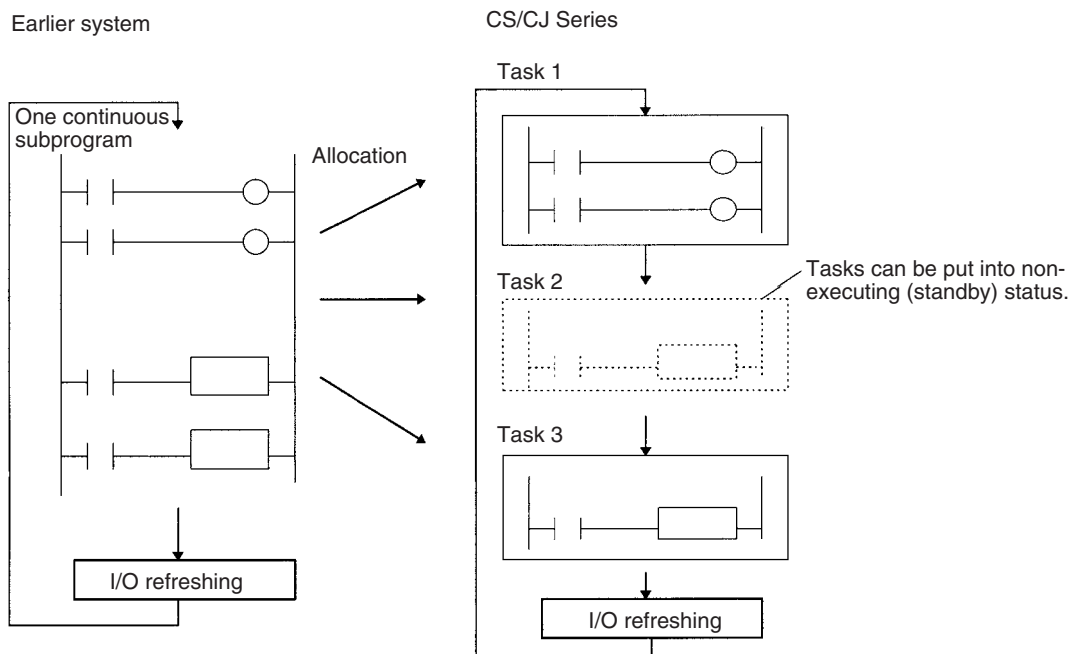 Earlier system
CS/CJ Series
One continuous
subprogram
Allocation
Task 1
Task 2
Tasks can be put into non-
executing (standby) status.
Task 3
I/O refreshing
I/O refreshing